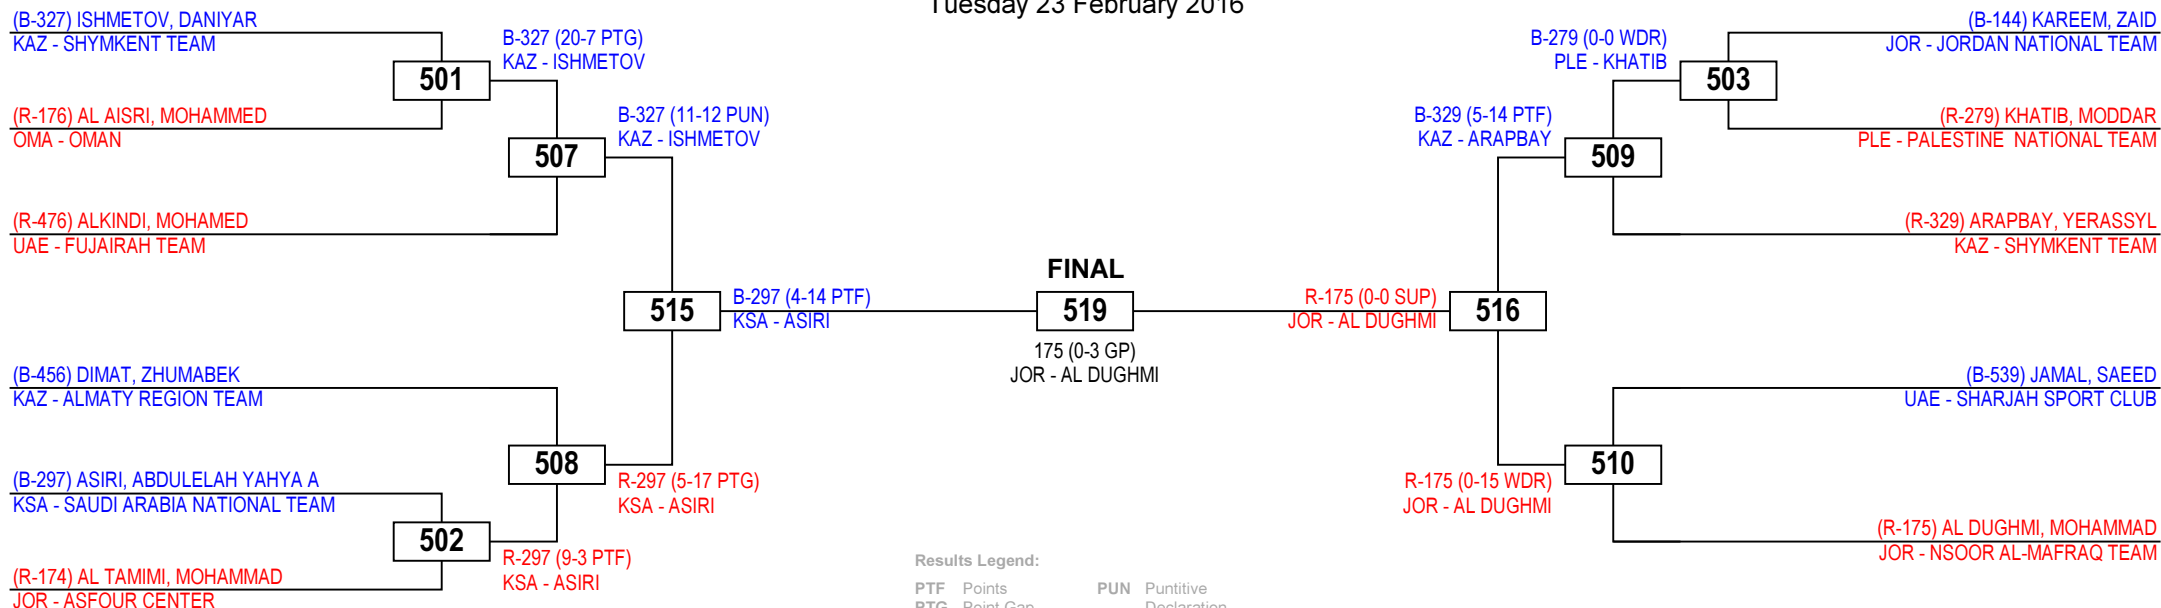 Tuesday 23 February 2016
(B-327) ISHMETOV, DANIYAR
KAZ - SHYMKENT TEAM
B-327 (20-7 PTG)
KAZ - ISHMETOV
501
(R-176) AL AISRI, MOHAMMED
OMA - OMAN
B-327 (11-12 PUN)
KAZ - ISHMETOV
507
(R-476) ALKINDI, MOHAMED
UAE - FUJAIRAH TEAM
515
B-297 (4-14 PTF)
KSA - ASIRI
(B-456) DIMAT, ZHUMABEK
KAZ - ALMATY REGION TEAM
508
R-297 (5-17 PTG)
KSA - ASIRI
(B-297) ASIRI, ABDULELAH YAHYA A
KSA - SAUDI ARABIA NATIONAL TEAM
502
R-297 (9-3 PTF)
KSA - ASIRI
(R-174) AL TAMIMI, MOHAMMAD
JOR - ASFOUR CENTER
FINAL
519
175 (0-3 GP)
JOR - AL DUGHMI
(B-144) KAREEM, ZAID
JOR - JORDAN NATIONAL TEAM
B-279 (0-0 WDR)
PLE - KHATIB
503
(R-279) KHATIB, MODDAR
PLE - PALESTINE  NATIONAL TEAM
B-329 (5-14 PTF)
KAZ - ARAPBAY
509
(R-329) ARAPBAY, YERASSYL
KAZ - SHYMKENT TEAM
R-175 (0-0 SUP)
JOR - AL DUGHMI
516
(B-539) JAMAL, SAEED
UAE - SHARJAH SPORT CLUB
510
R-175 (0-15 WDR)
JOR - AL DUGHMI
(R-175) AL DUGHMI, MOHAMMAD
JOR - NSOOR AL-MAFRAQ TEAM
Results Legend:
PTF Points PUN Puntitive
PTG Point Gap Declaration